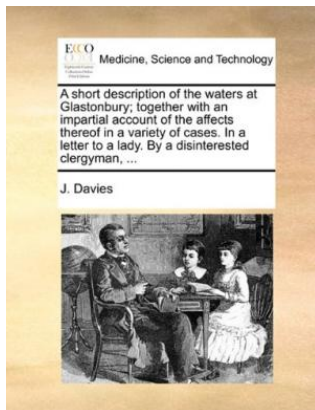 ECCO
Medicine, Science and Technology
A short description of the waters at
Glastonbury; together with an
impartial account of the affects
thereof in a variety of cases. In a
letter to a lady. By a disinterested
clergyman, ...
J. Davies